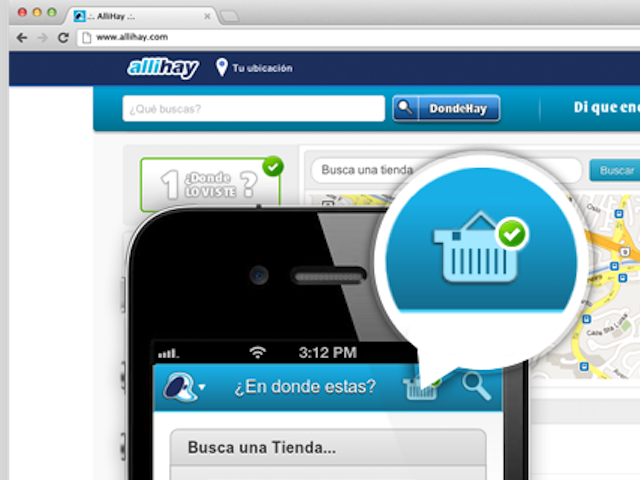 .:. AlliHay .:.
www.allihay.com
allihay
Tu ubicación
¿Qué buscas?
DondeHay
Di que en
1 ¿Donde
LO VISTE ?
Busca una tienda
Buscar
3:12 PM
¿En donde estas?
Busca una Tienda...